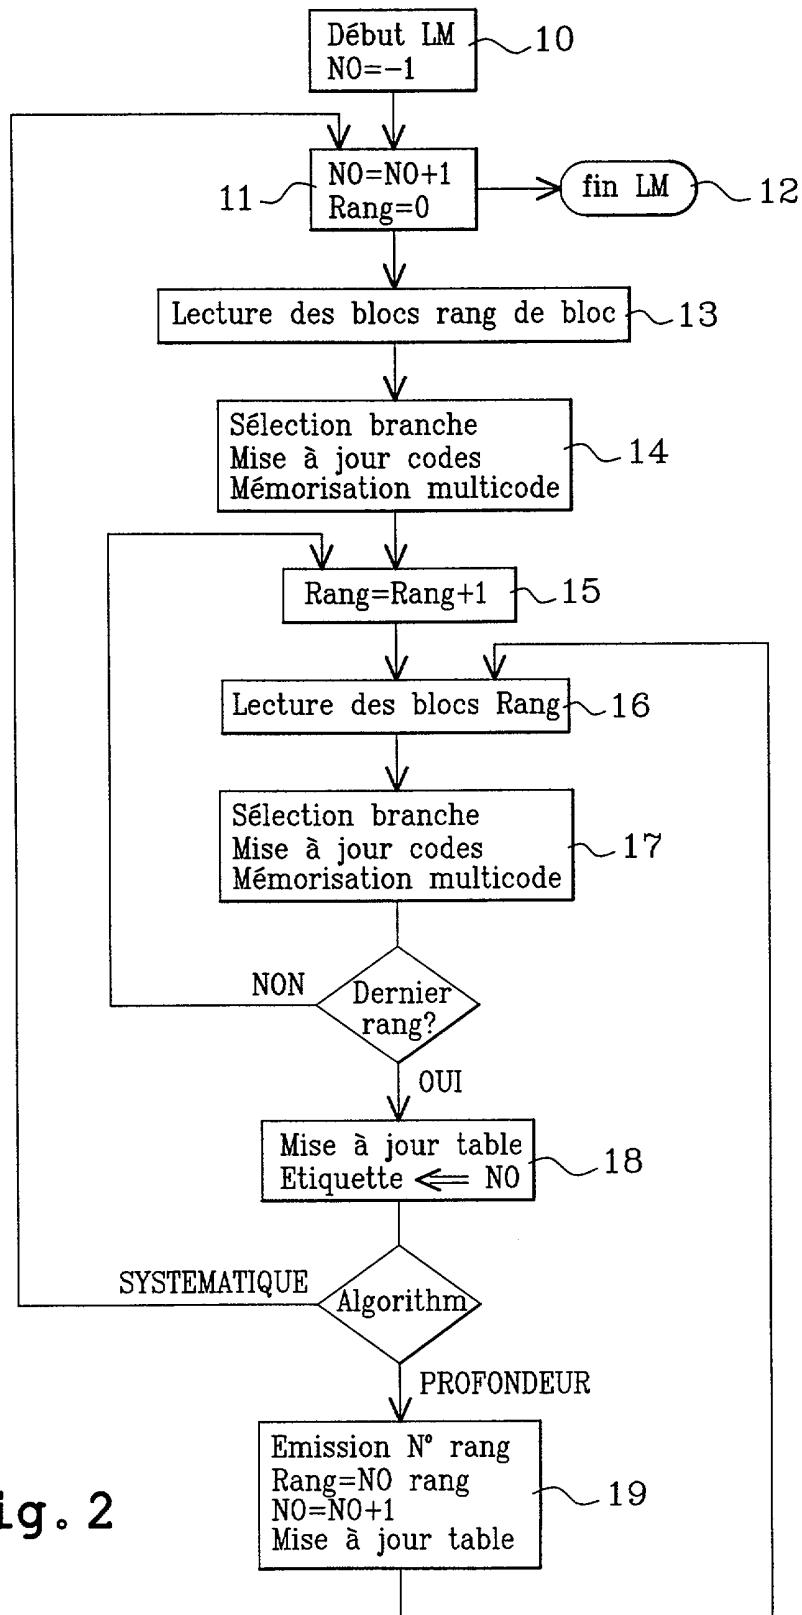 Début LM
NO=-1
10
NO=NO+1
Rang=0
11
fin LM
12
Lecture des blocs rang de bloc
13
Sélection branche
Mise à jour codes
Mémorisation multicode
14
Rang=Rang+1
15
Lecture des blocs Rang
16
Sélection branche
Mise à jour codes
Mémorisation multicode
17
NON
Dernier
rang?
OUI
Mise à jour table
Etiquette ⇐ NO
18
SYSTEMATIQUE
Algorithm
PROFONDEUR
Emission N° rang
Rang=NO rang
NO=NO+1
Mise à jour table
19
ig. 2